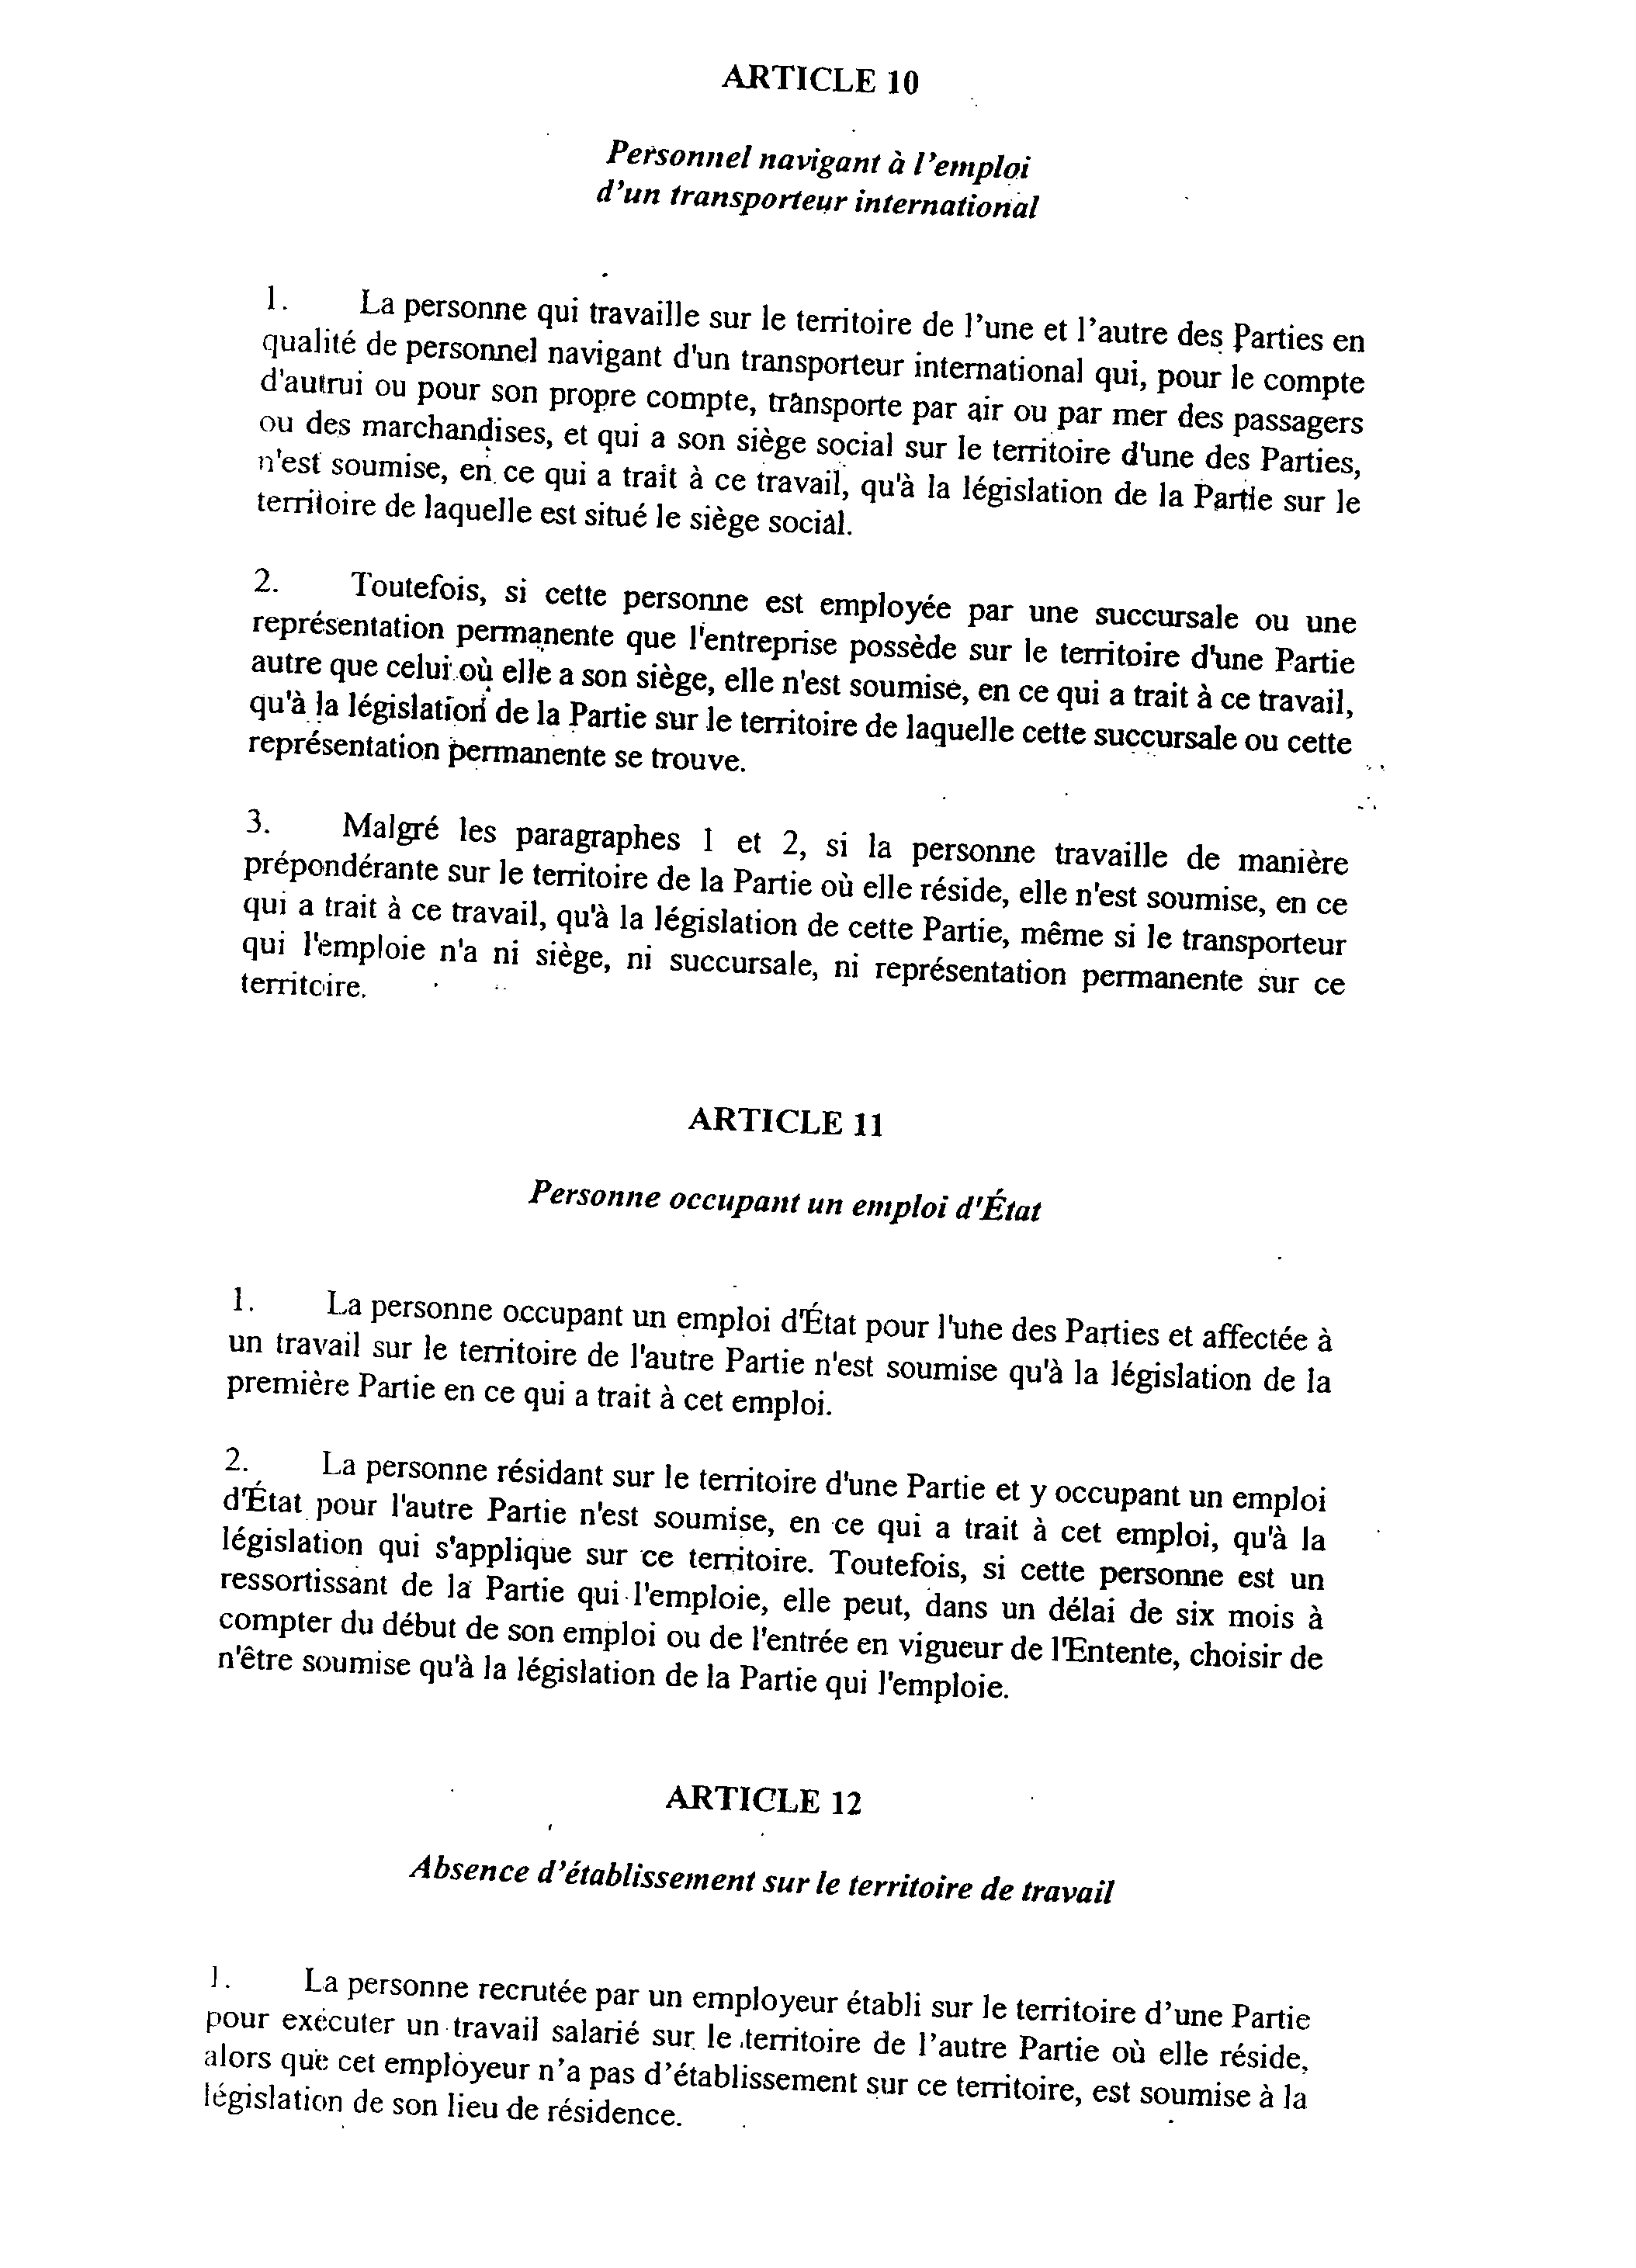 ARTICLE 10
Personnel navigant à l’emploi
d’un transporteur international
1. La personne qui travaille sur le territoire de l’une et l’autre des Parties en
qualité de personnel navigant d'un transporteur international qui, pour le compte
d'autrui ou pour son propre compte, transporte par air ou par mer des passagers
ou des marchandises, et qui a son siège social sur le territoire d'une des Parties,
n'est soumise, en ce qui a trait à ce travail, qu'à la législation de la Partie sur le
territoire de laquelle est situé le siège social.
2. Toutefois, si cette personne est employée par une succursale ou une
représentation permanente que l'entreprise possède sur le territoire d'une Partie
autre que celui où elle a son siège, elle n'est soumise, en ce qui a trait à ce travail,
qu'à la législation de la Partie sur le territoire de laquelle cette succursale ou cette
représentation permanente se trouve.
3. Malgré les paragraphes 1 et 2, si la personne travaille de manière
prépondérante sur le territoire de la Partie où elle réside, elle n'est soumise, en ce
qui a trait à ce travail, qu'à la législation de cette Partie, même si le transporteur
qui l'emploie n'a ni siège, ni succursale, ni représentation permanente sur ce
territoire.
ARTICLE 11
Personne occupant un emploi d'État
1. La personne occupant un emploi d'État pour l'une des Parties et affectée à
un travail sur le territoire de l'autre Partie n'est soumise qu'à la législation de la
première Partie en ce qui a trait à cet emploi.
2. La personne résidant sur le territoire d'une Partie et y occupant un emploi
d'État pour l'autre Partie n'est soumise, en ce qui a trait à cet emploi, qu'à la
législation qui s'applique sur ce territoire. Toutefois, si cette personne est un
ressortissant de la Partie qui l'emploie, elle peut, dans un délai de six mois à
compter du début de son emploi ou de l'entrée en vigueur de l'Entente, choisir de
n'être soumise qu'à la législation de la Partie qui l'emploie.
ARTICLE 12
Absence d’établissement sur le territoire de travail
1. La personne recrutée par un employeur établi sur le territoire d’une Partie
pour exécuter un travail salarié sur le territoire de l’autre Partie où elle réside,
alors que cet employeur n’a pas d’établissement sur ce territoire, est soumise à la
législation de son lieu de résidence.